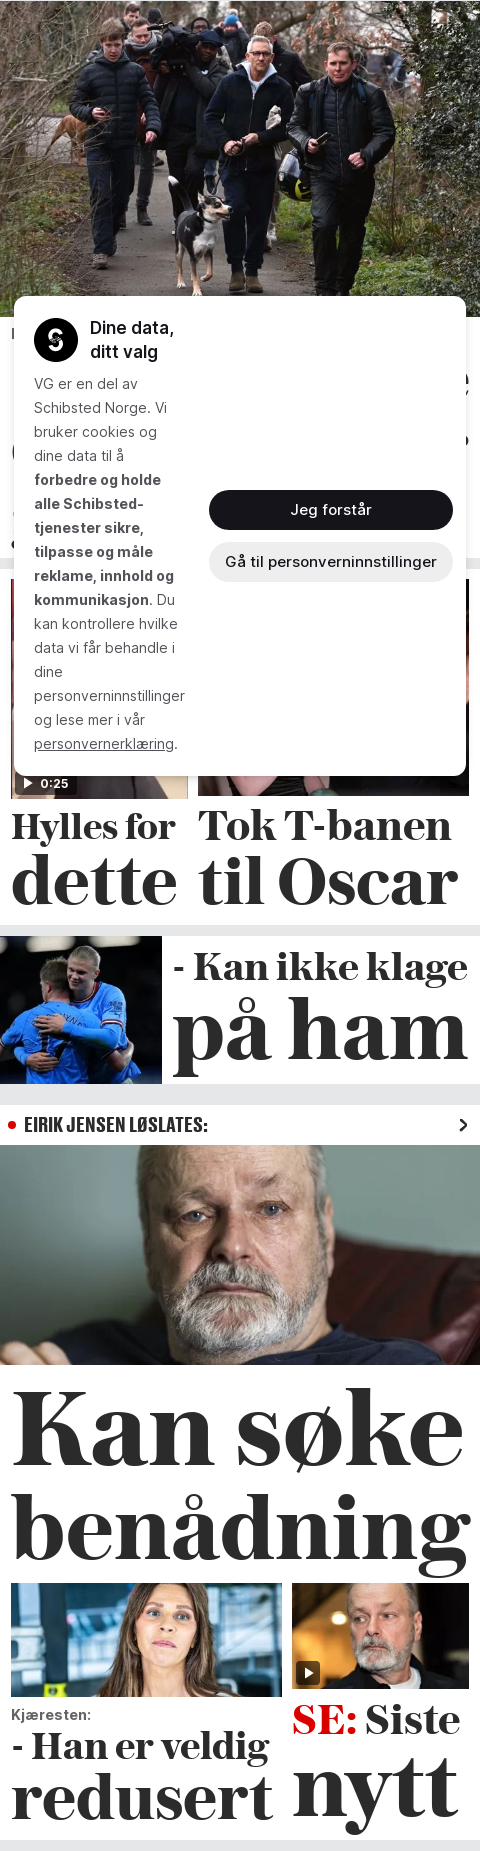 Dine data,
ditt valg
VG er en del av
Schibsted Norge. Vi
bruker cookies og
dine data til å
forbedre og holde
alle Schibsted-
tjenester sikre,
tilpasse og måle
reklame, innhold og
kommunikasjon. Du
kan kontrollere hvilke
data vi får behandle i
dine
personverninnstillinger
og lese mer i vår
personvernerklæring.
Jeg forstår
Gå til personverninnstillinger
0:25
Hylles for
dette
Tok T-banen
til Oscar
- Kan ikke klage
på ham
EIRIK JENSEN LØSLATES:
Kan søke
benådning
Kjæresten:
- Han er veldig
redusert
SE: Siste
nytt